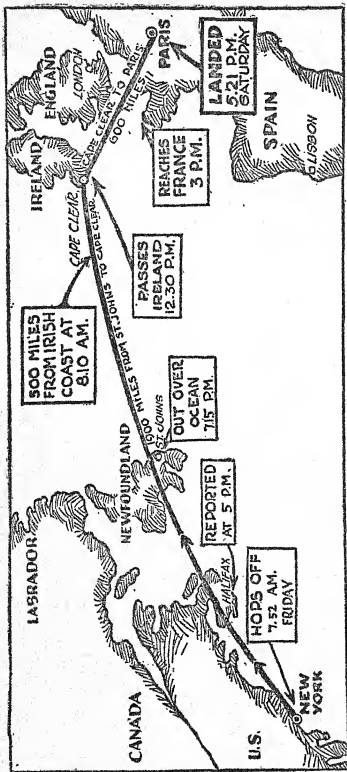 LABRADOR
CANADA
U.S.
NEW
YORK
HOPS OFF
7.52 A.M.
FRIDAY
HALIFAX
REPORTED
AT 5 P.M.
NEWFOUNDLAND
ST. JOHNS
OUT OVER
OCEAN
7.15 P.M.
1900 MILES FROM ST. JOHNS TO CAPE CLEAR.
500 MILES
FROM IRISH
COAST AT
8.10 A.M.
PASSES
IRELAND
12.30 P.M.
CAPE CLEAR
IRELAND
ENGLAND
LONDON
CAPE CLEAR TO PARIS
600 MILES
REACHES
FRANCE
3 P.M.
PARIS
LANDED
5.21 P.M.
SATURDAY
SPAIN
LISBON